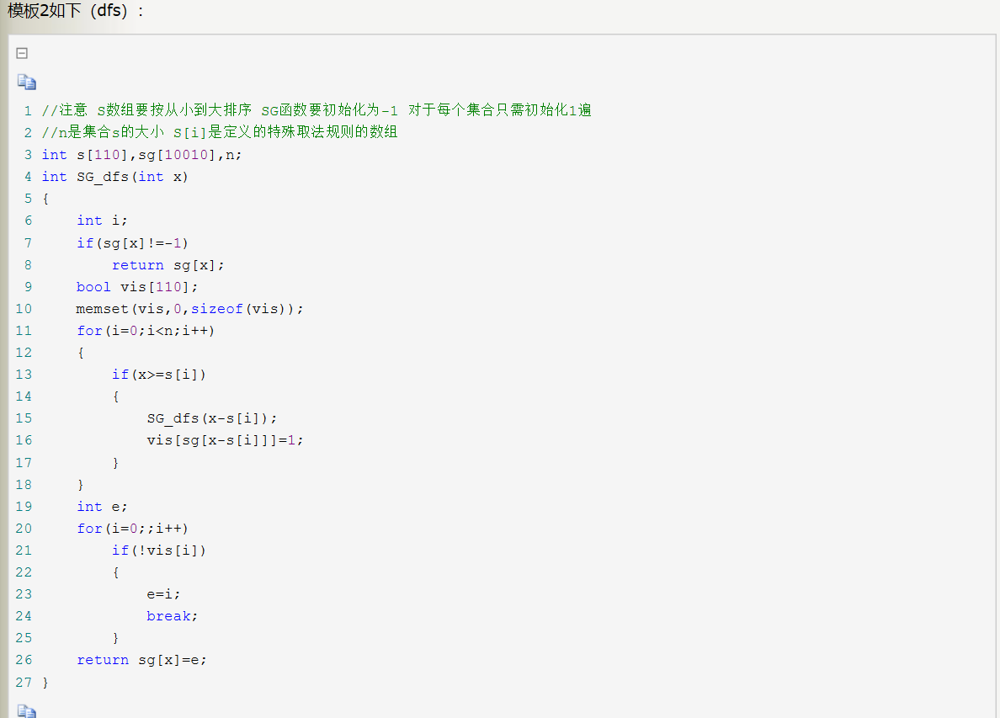 模板2如下（dfs）：
1 //注意 S数组要按从小到大排序 SG函数要初始化为-1 对于每个集合只需初始化1遍
2 //n是集合s的大小 S[i]是定义的特殊取法规则的数组
3 int s[110],sg[10010],n;
4 int SG_dfs(int x)
5 {
6     int i;
7     if(sg[x]!=-1)
8         return sg[x];
9     bool vis[110];
10     memset(vis,0,sizeof(vis));
11     for(i=0;i<n;i++)
12     {
13         if(x>=s[i])
14         {
15             SG_dfs(x-s[i]);
16             vis[sg[x-s[i]]]=1;
17         }
18     }
19     int e;
20     for(i=0;;i++)
21         if(!vis[i])
22         {
23             e=i;
24             break;
25         }
26     return sg[x]=e;
27 }